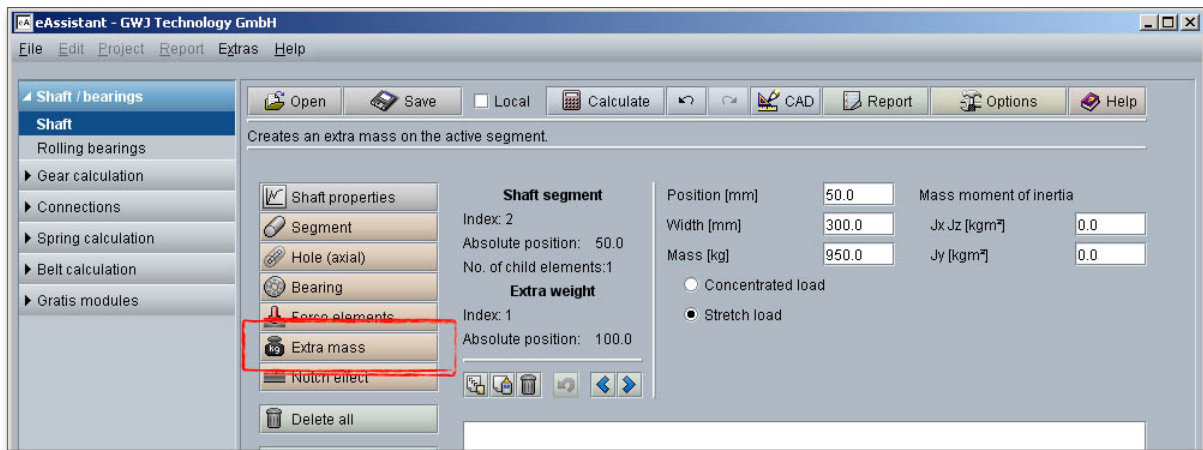 eA eAssistant - GWJ Technology GmbH
File Edit Project Report Extras Help
Shaft / bearings
Shaft
Rolling bearings
Gear calculation
Connections
Spring calculation
Belt calculation
Gratis modules
Open Save Local Calculate CAD Report Options Help
Creates an extra mass on the active segment.
Shaft properties
Segment
Hole (axial)
Bearing
Force elements
kg Extra mass
Notch effect
Delete all
Shaft segment
Index: 2
Absolute position: 50.0
No. of child elements:1
Extra weight
Index: 1
Absolute position: 100.0
Position [mm] 50.0 Mass moment of inertia
Width [mm] 300.0 Jx Jz [kgm²] 0.0
Mass [kg] 950.0 Jy [kgm²] 0.0
Concentrated load
Stretch load